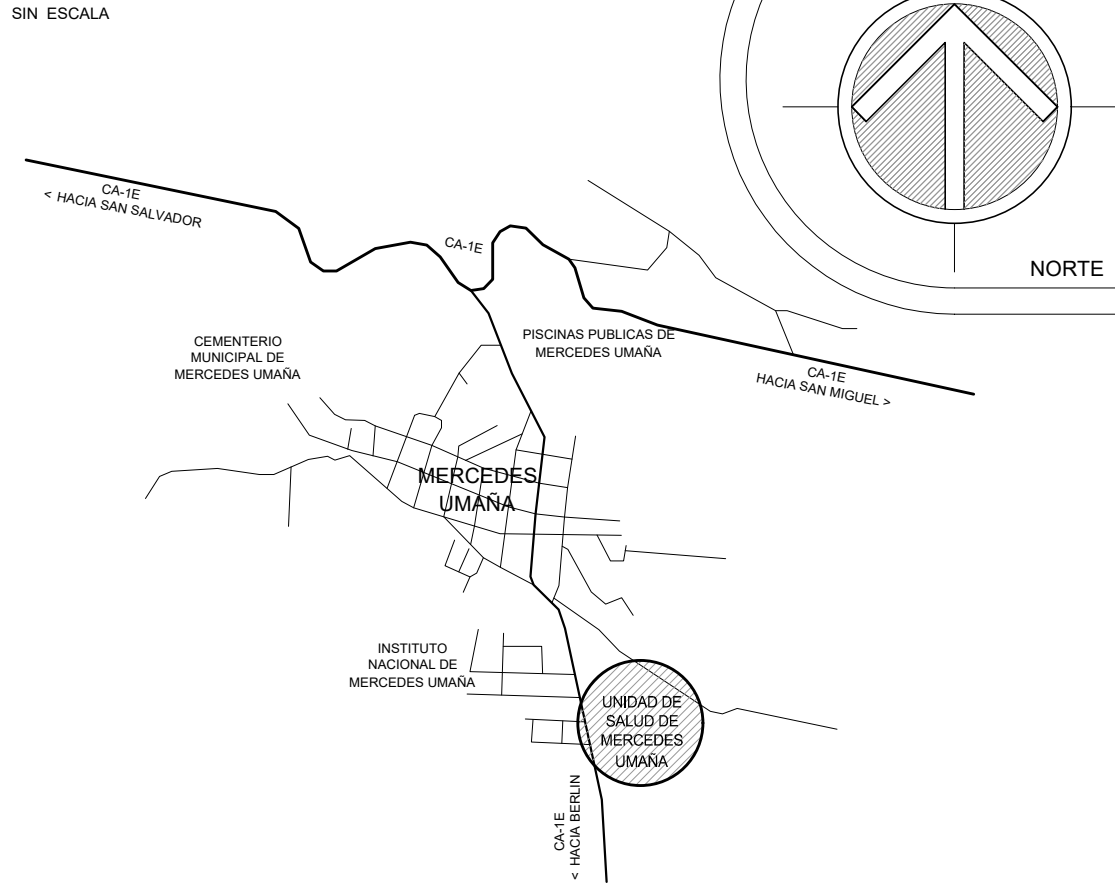 SIN ESCALA
NORTE
CA-1E
< HACIA SAN SALVADOR
CA-1E
CEMENTERIO
MUNICIPAL DE
MERCEDES UMAÑA
PISCINAS PUBLICAS DE
MERCEDES UMAÑA
CA-1E
HACIA SAN MIGUEL >
MERCEDES
UMAÑA
INSTITUTO
NACIONAL DE
MERCEDES UMAÑA
UNIDAD DE
SALUD DE
MERCEDES
UMAÑA
CA-1E
< HACIA BERLIN